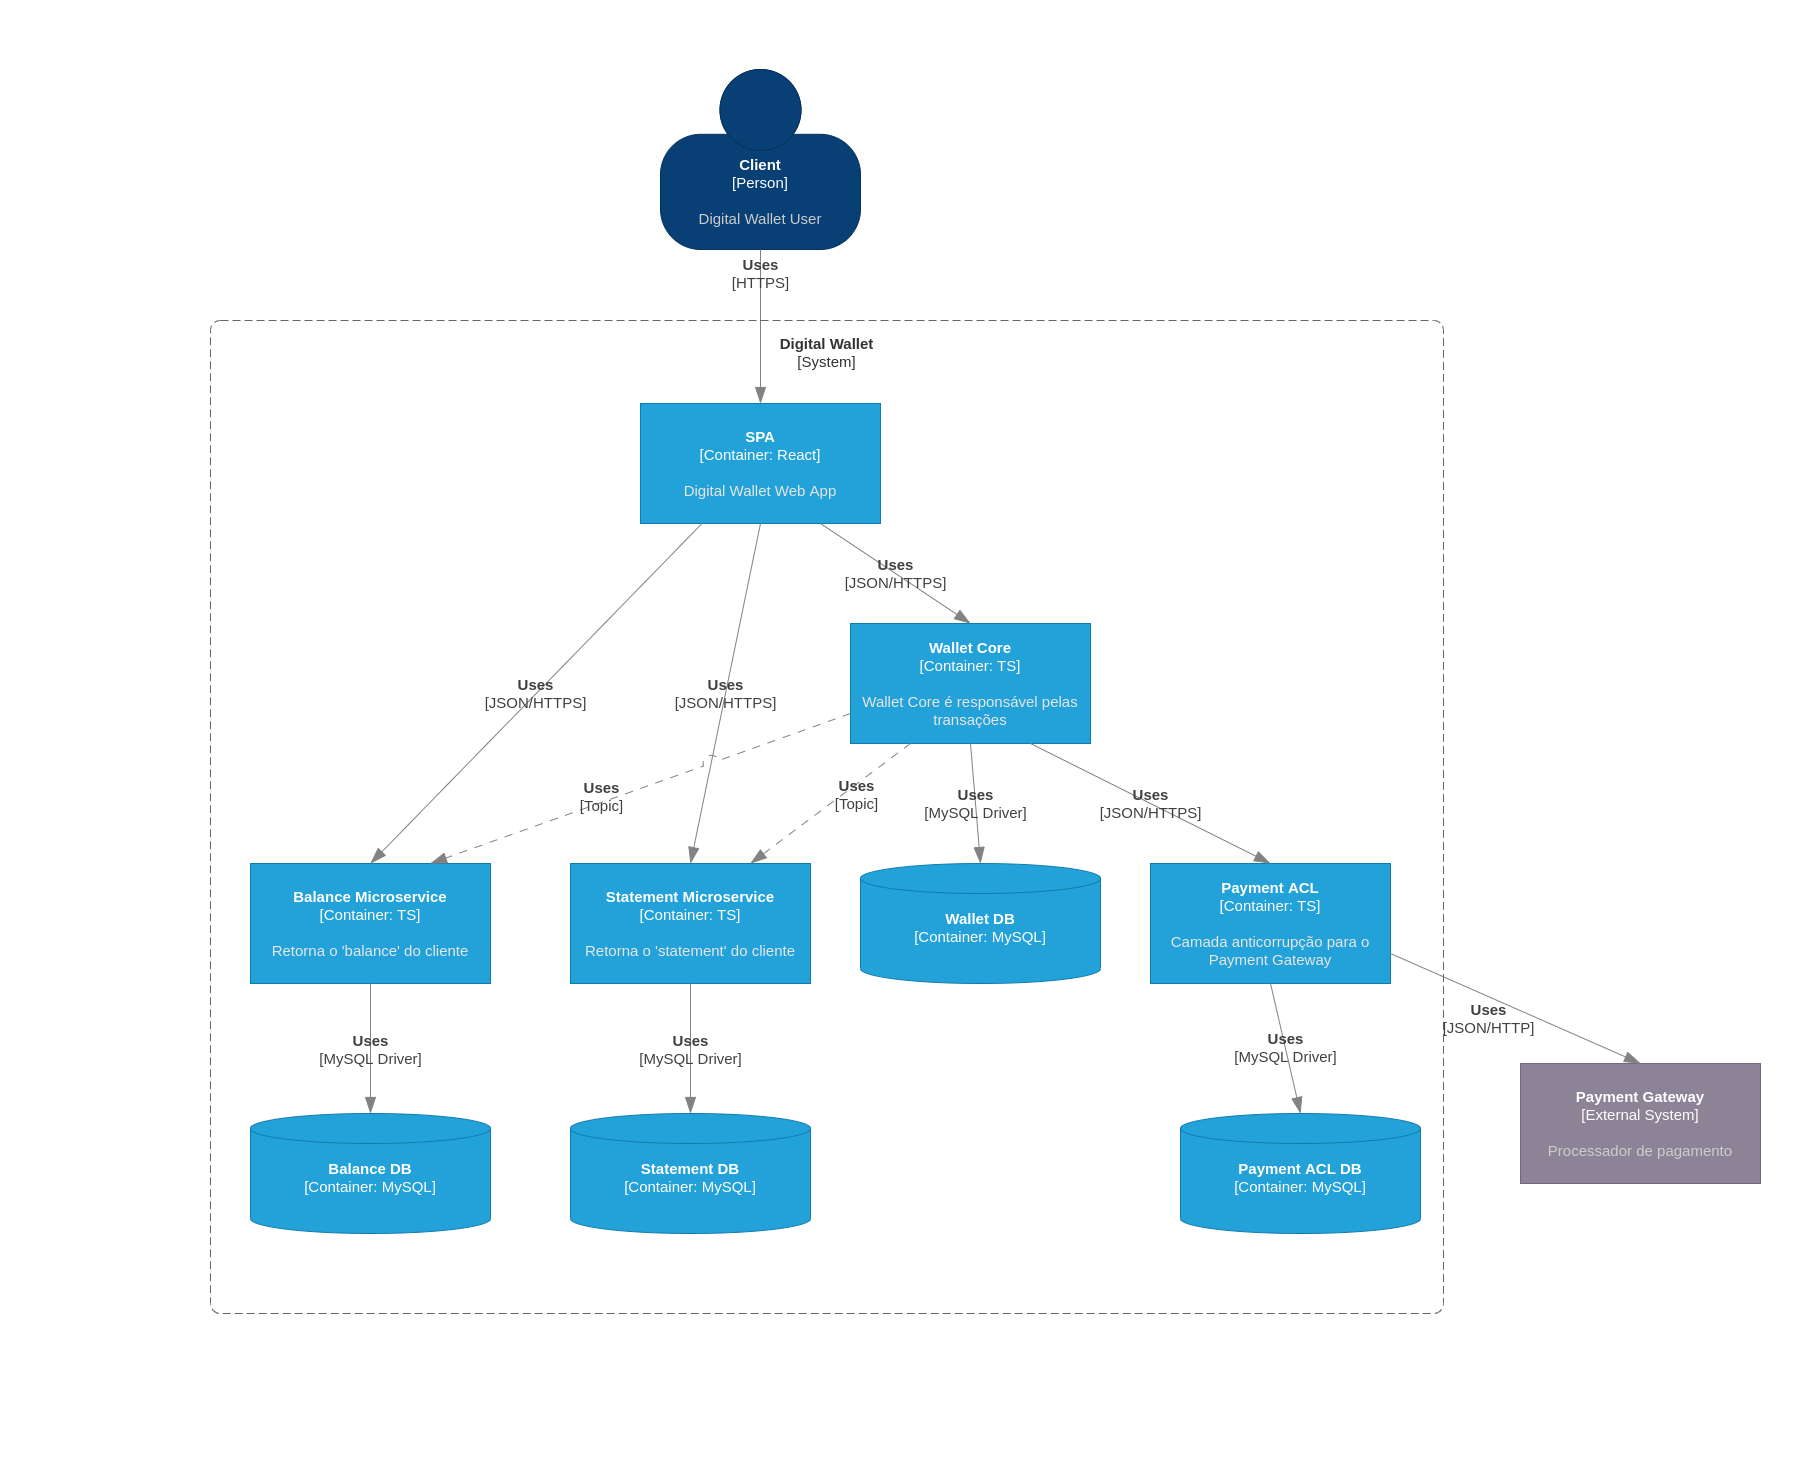 Client
[Person]
Digital Wallet User
Uses
[HTTPS]
Digital Wallet
[System]
SPA
[Container: React]
Digital Wallet Web App
Uses
[JSON/HTTPS]
Wallet Core
[Container: TS]
Wallet Core é responsável pelas
transações
Uses
[JSON/HTTPS]
Uses
[JSON/HTTPS]
Uses
[Topic]
Uses
[Topic]
Uses
[MySQL Driver]
Uses
[JSON/HTTPS]
Balance Microservice
[Container: TS]
Retorna o 'balance' do cliente
Statement Microservice
[Container: TS]
Retorna o 'statement' do cliente
Wallet DB
[Container: MySQL]
Payment ACL
[Container: TS]
Camada anticorrupção para o
Payment Gateway
Uses
[MySQL Driver]
Uses
[MySQL Driver]
Uses
[MySQL Driver]
Uses
[JSON/HTTP]
Balance DB
[Container: MySQL]
Statement DB
[Container: MySQL]
Payment ACL DB
[Container: MySQL]
Payment Gateway
[External System]
Processador de pagamento